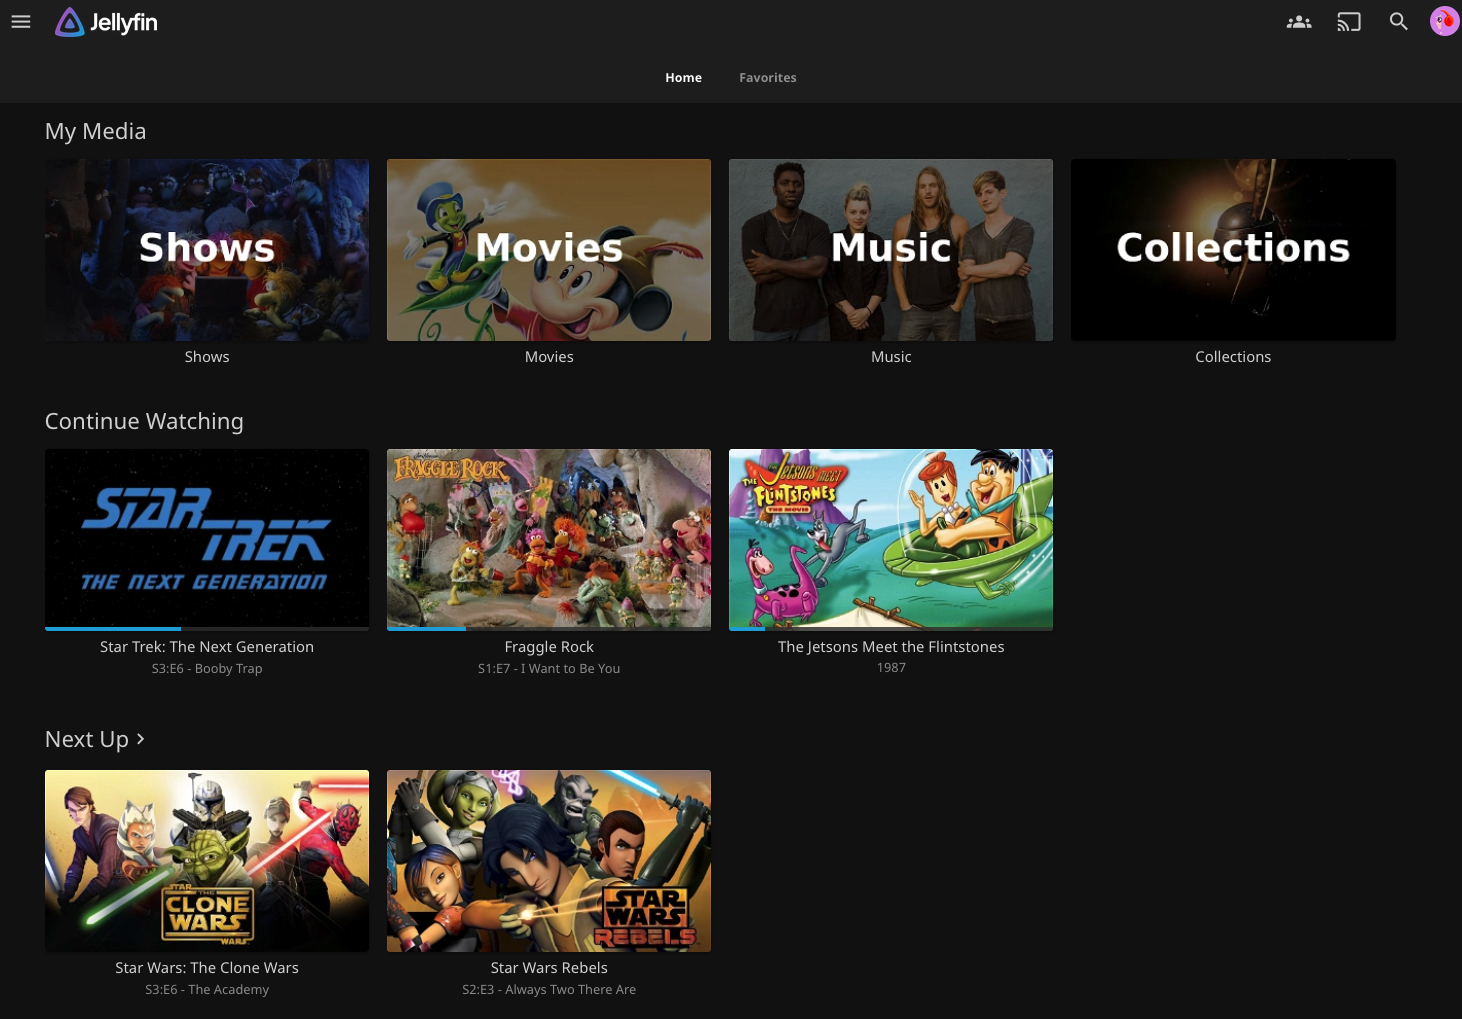 Jellyfin
Home Favorites
My Media
Shows Movies Music Collections
Shows Movies Music Collections
Continue Watching
STAR TREK
THE NEXT GENERATION
FRAGGLE ROCK
THE Jetsons MEET
THE FLINTSTONES
THE MOVIE
Star Trek: The Next Generation Fraggle Rock The Jetsons Meet the Flintstones
S3:E6 - Booby Trap S1:E7 - I Want to Be You 1987
Next Up
STAR
THE
CLONE
WARS
WARS
STAR
WARS
REBELS
Star Wars: The Clone Wars Star Wars Rebels
S3:E6 - The Academy S2:E3 - Always Two There Are